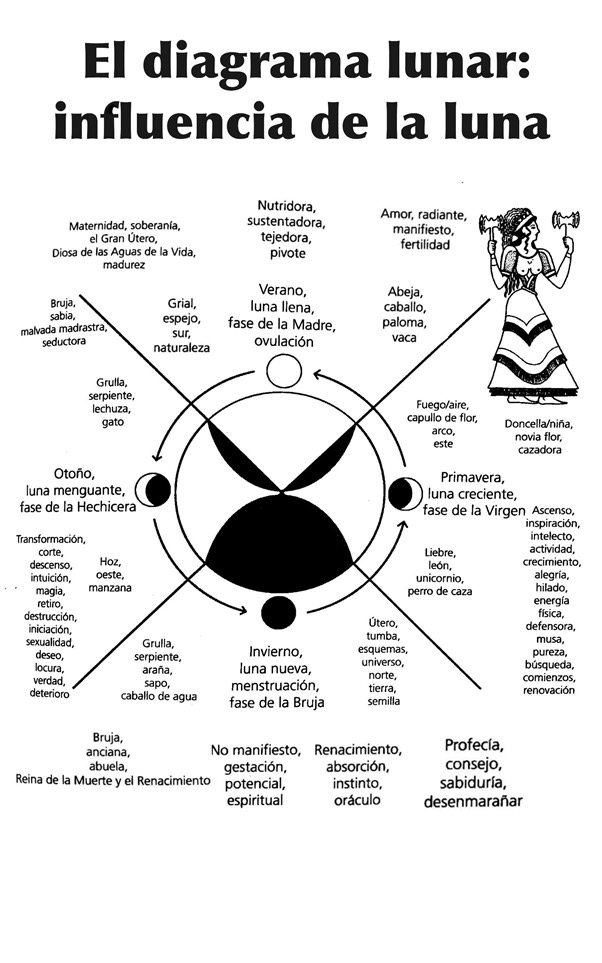 El diagrama lunar:
influencia de la luna
Nutridora,
sustentadora,
tejedora,
pivote
Maternidad, soberanía,
el Gran Útero,
Diosa de las Aguas de la Vida,
madurez
Amor, radiante,
manifiesto,
fertilidad
Verano,
luna llena,
fase de la Madre,
ovulación
Bruja,
sabia,
malvada madrastra,
seductora
Grial,
espejo,
sur,
naturaleza
Abeja,
caballo,
paloma,
vaca
Grulla,
serpiente,
lechuza,
gato
Fuego/aire,
capullo de flor,
arco,
este
Doncella/niña,
novia flor,
cazadora
Otoño,
luna menguante,
fase de la Hechicera
Primavera,
luna creciente,
fase de la Virgen
Ascenso,
inspiración,
intelecto,
actividad,
crecimiento,
alegría,
hilado,
energía
física,
defensora,
musa,
pureza,
búsqueda,
comienzos,
renovación
Transformación,
corte,
descenso,
intuición,
magia,
retiro,
destrucción,
iniciación,
sexualidad,
deseo,
locura,
verdad,
deterioro
Hoz,
oeste,
manzana
Liebre,
león,
unicornio,
perro de caza
Grulla,
serpiente,
araña,
sapo,
caballo de agua
Invierno,
luna nueva,
menstruación,
fase de la Bruja
Útero,
tumba,
esquemas,
universo,
norte,
tierra,
semilla
Bruja,
anciana,
abuela,
Reina de la Muerte y el Renacimiento
No manifiesto,
gestación,
potencial,
espiritual
Renacimiento,
absorción,
instinto,
oráculo
Profecía,
consejo,
sabiduría,
desenmarañar